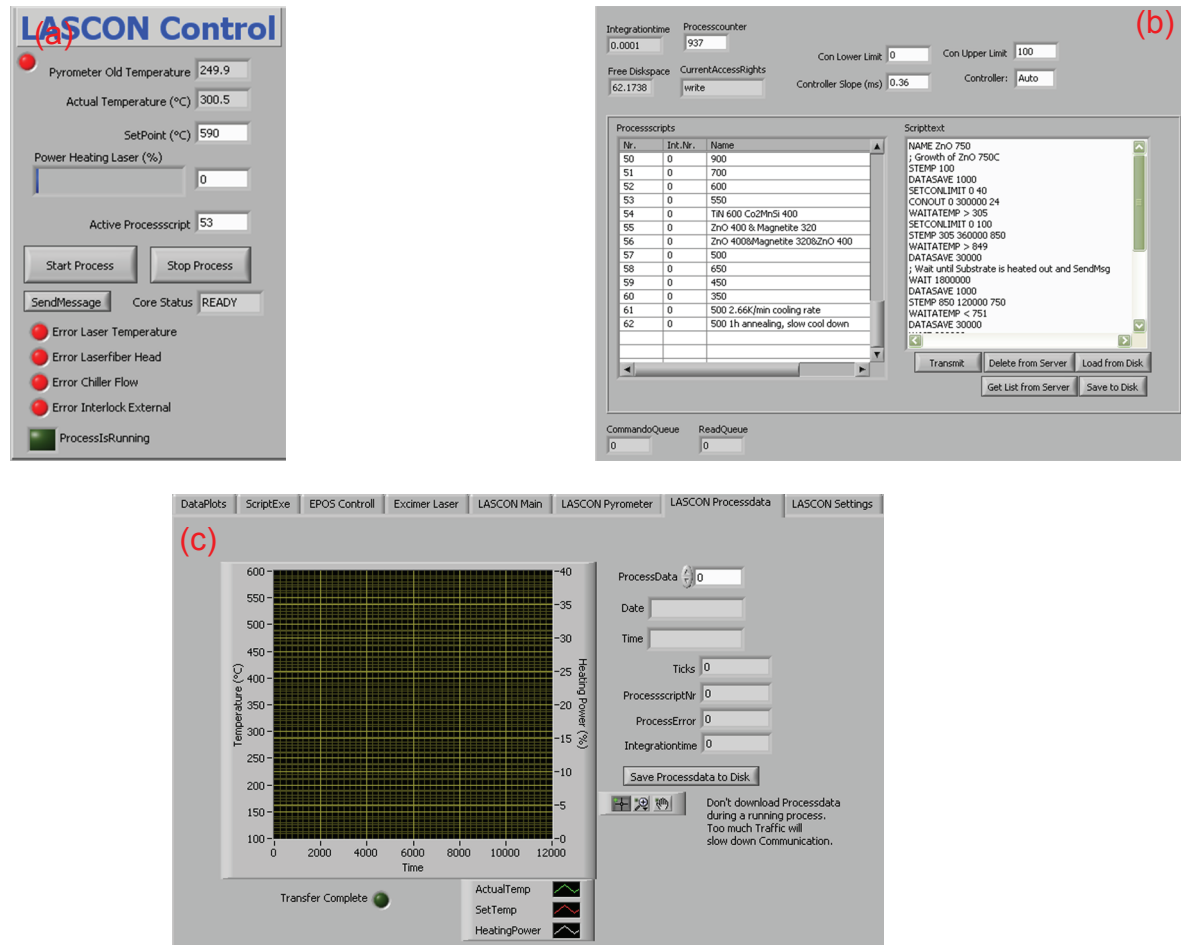 LASCON Control
(a)
Pyrometer Old Temperature 249.9
Actual Temperature (°C) 300.5
SetPoint (°C) 590
Power Heating Laser (%)
0
Active Processscript 53
Start Process Stop Process
SendMessage Core Status READY
Error Laser Temperature
Error Laserfiber Head
Error Chiller Flow
Error Interlock External
ProcessIsRunning
(b)
Integrationtime Processcounter
0.0001 937
Con Lower Limit 0 Con Upper Limit 100
Free Diskspace CurrentAccessRights
62.1738 write
Controller Slope (ms) 0.36 Controller: Auto
Processscripts
Nr. Int.Nr. Name
50 0 900
51 0 700
52 0 600
53 0 550
54 0 TiN 600 Co2MnSi 400
55 0 ZnO 400 & Magnetite 320
56 0 ZnO 400&Magnetite 320&ZnO 400
57 0 500
58 0 650
59 0 450
60 0 350
61 0 500 2.66K/min cooling rate
62 0 500 1h annealing, slow cool down
Scripttext
NAME ZnO 750
; Growth of ZnO 750C
STEMP 100
DATASAVE 1000
SETCONLIMIT 0 40
CONOUT 0 300000 24
WAITATEMP > 305
SETCONLIMIT 0 100
STEMP 305 360000 850
WAITATEMP > 849
DATASAVE 30000
; Wait until Substrate is heated out and SendMsg
WAIT 1800000
DATASAVE 1000
STEMP 850 120000 750
WAITATEMP < 751
DATASAVE 30000
Transmit Delete from Server Load from Disk
Get List from Server Save to Disk
CommandoQueue ReadQueue
0 0
DataPlots ScriptExe EPOS Controll Excimer Laser LASCON Main LASCON Pyrometer LASCON Processdata LASCON Settings
(c)
Temperature (°C)
600
550
500
450
400
350
300
250
200
150
100
40
35
30
25
20
15
10
5
0
Heating Power (%)
0 2000 4000 6000 8000 10000 12000
Time
Transfer Complete
ActualTemp
SetTemp
HeatingPower
ProcessData 0
Date
Time
Ticks 0
ProcessscriptNr 0
ProcessError 0
Integrationtime 0
Save Processdata to Disk
Don't download Processdata
during a running process.
Too much Traffic will
slow down Communication.